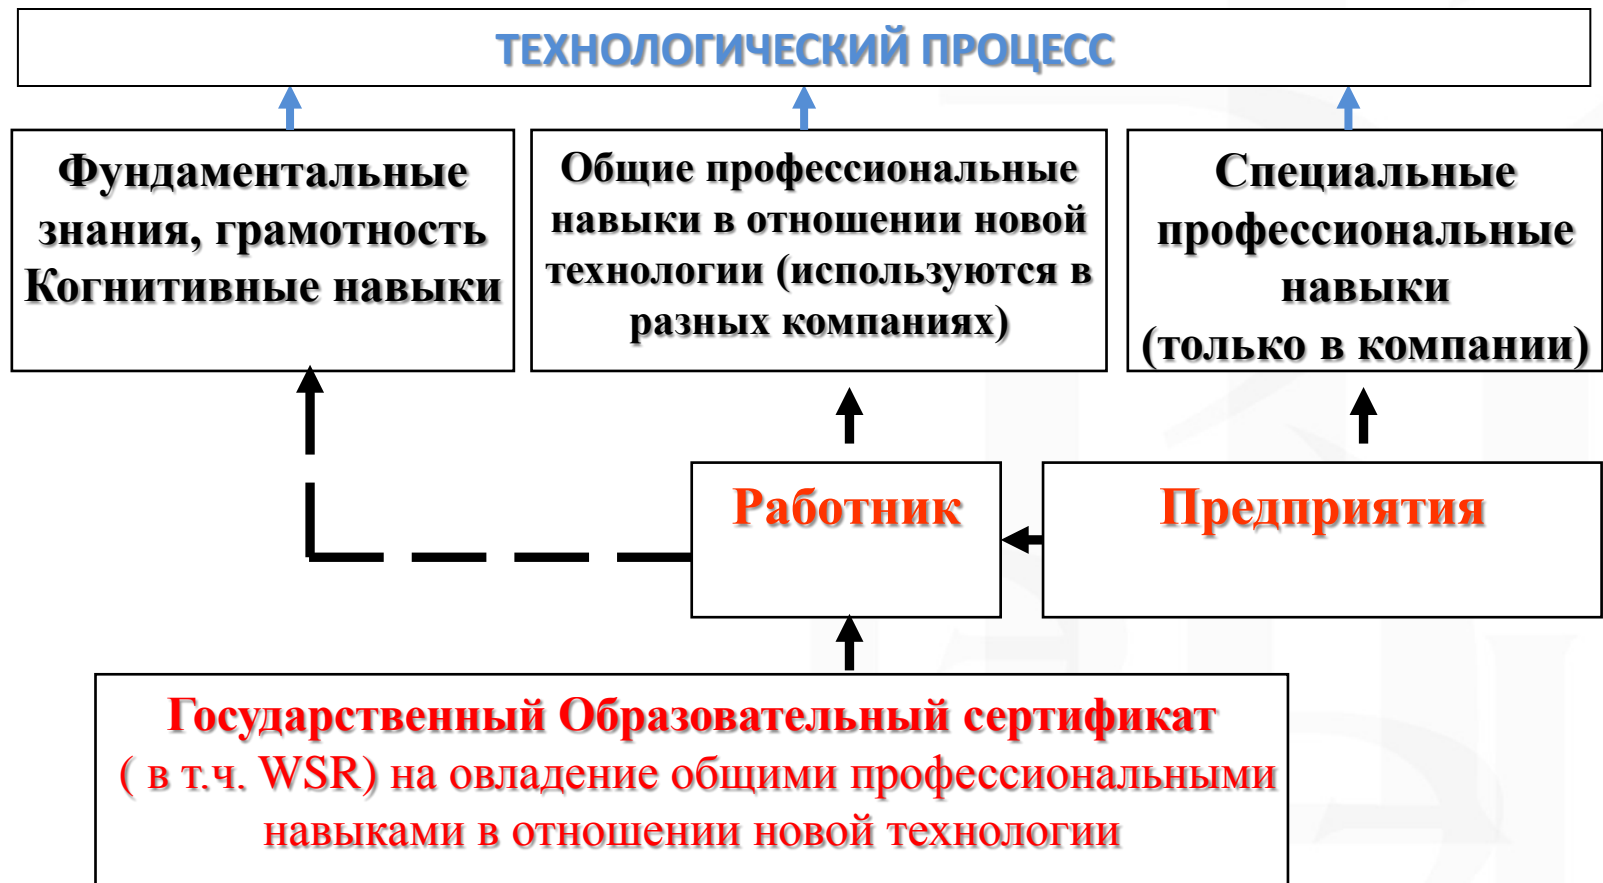 ТЕХНОЛОГИЧЕСКИЙ ПРОЦЕСС
Фундаментальные
знания, грамотность
Когнитивные навыки
Общие профессиональные
навыки в отношении новой
технологии (используются в
разных компаниях)
Специальные
профессиональные
навыки
(только в компании)
Работник
Предприятия
Государственный Образовательный сертификат
( в т.ч. WSR) на овладение общими профессиональными
навыками в отношении новой технологии